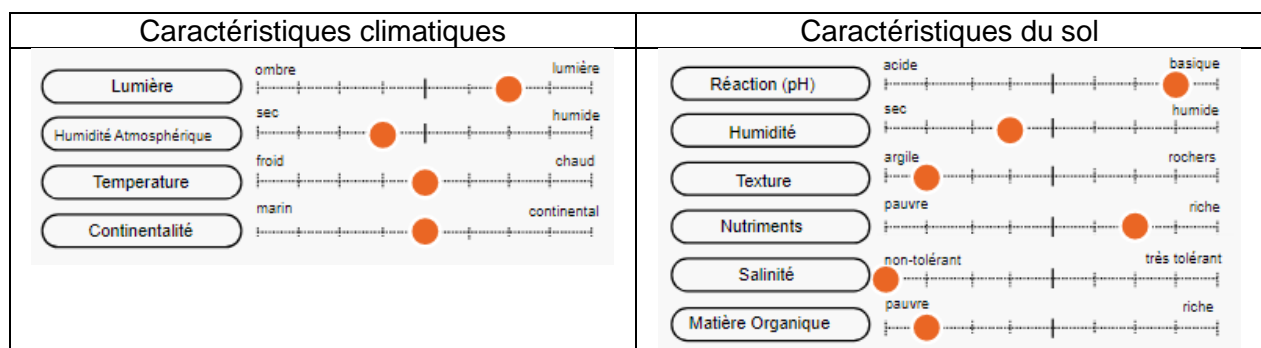 Caractéristiques climatiques
Lumière
ombre
lumière
Humidité Atmosphérique
sec
humide
Temperature
froid
chaud
Continentalité
marin
continental
Caractéristiques du sol
Réaction (pH)
acide
basique
Humidité
sec
humide
Texture
argile
rochers
Nutriments
pauvre
riche
Salinité
non-tolérant
très tolérant
Matière Organique
pauvre
riche